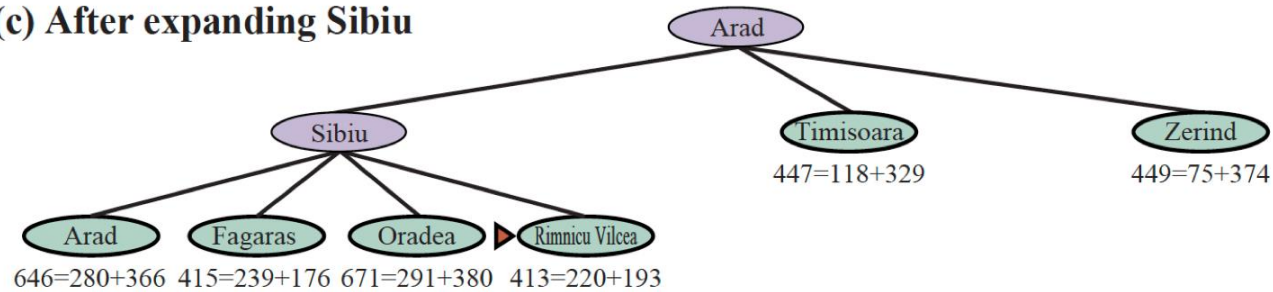 (c) After expanding Sibiu
Arad
Sibiu
Timisoara
Zerind
447=118+329
449=75+374
Arad
Fagaras
Oradea
Rimnicu Vilcea
646=280+366
415=239+176
671=291+380
413=220+193